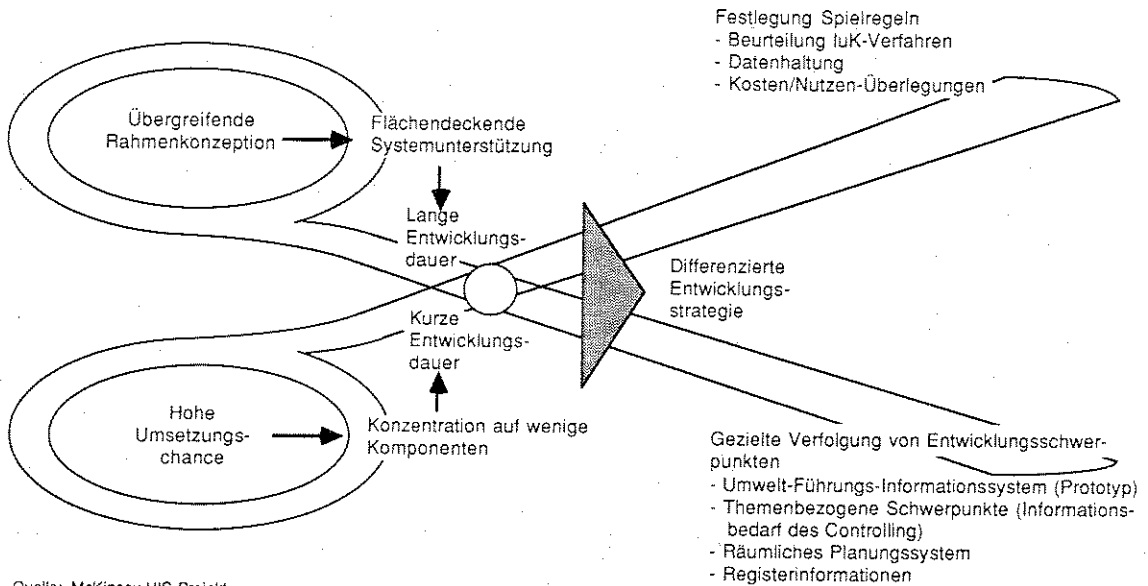 Festlegung Spielregeln
- Beurteilung IuK-Verfahren
- Datenhaltung
- Kosten/Nutzen-Überlegungen
Übergreifende
Rahmenkonzeption
Flächendeckende
Systemunterstützung
Lange
Entwicklungs-
dauer
Differenzierte
Entwicklungs-
strategie
Kurze
Entwicklungs-
dauer
Hohe
Umsetzungs-
chance
Konzentration auf wenige
Komponenten
Gezielte Verfolgung von Entwicklungsschwer-
punkten
- Umwelt-Führungs-Informationssystem (Prototyp)
- Themenbezogene Schwerpunkte (Informations-
bedarf des Controlling)
- Räumliches Planungssystem
- Registerinformationen
Quelle: McKinsey